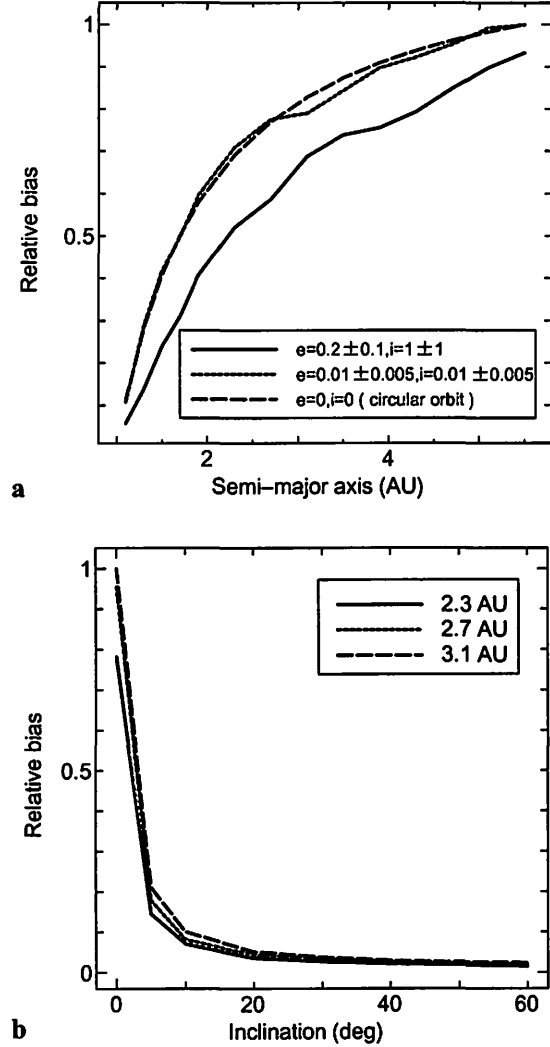 1
0.5
Relative bias
e=0.2±0.1,i=1±1
e=0.01±0.005,i=0.01±0.005
e=0,i=0 ( circular orbit )
2
4
Semi-major axis (AU)
a
1
0.5
0
Relative bias
2.3 AU
2.7 AU
3.1 AU
0
20
40
60
Inclination (deg)
b